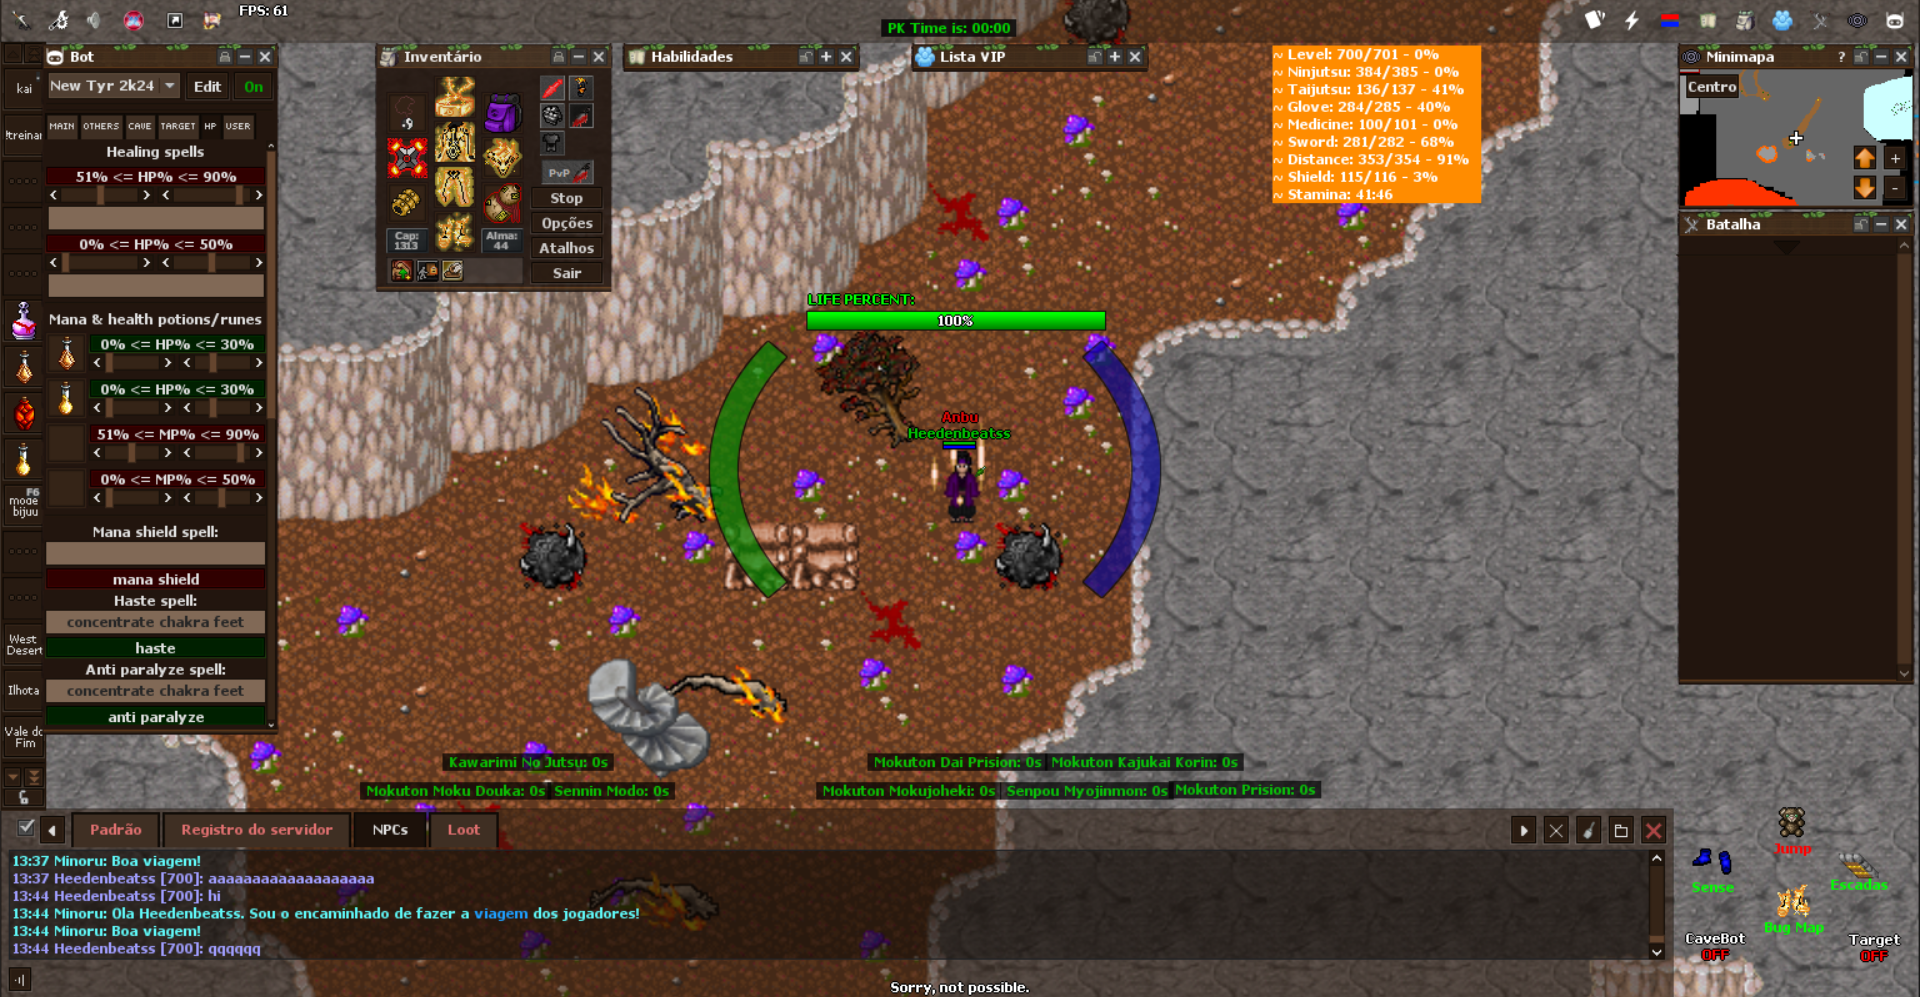 FPS: 61
PK Time is: 00:00
Bot
New Tyr 2k24
Edit
On
MAIN OTHERS CAVE TARGET HP USER
Healing spells
51% <= HP% <= 90%
0% <= HP% <= 50%
Mana & health potions/runes
0% <= HP% <= 30%
0% <= HP% <= 30%
51% <= MP% <= 90%
0% <= MP% <= 50%
Mana shield spell:
mana shield
Haste spell:
concentrate chakra feet
haste
Anti paralyze spell:
concentrate chakra feet
anti paralyze
kai
!treinar
F6
mode
bijuu
West
Desert
Ilhota
Vale do
Fim
Inventário
.9
PvP
Stop
Opções
Atalhos
Sair
Cap:
1313
Alma:
44
Habilidades
Lista VIP
~ Level: 700/701 - 0%
~ Ninjutsu: 384/385 - 0%
~ Taijutsu: 136/137 - 41%
~ Glove: 284/285 - 40%
~ Medicine: 100/101 - 0%
~ Sword: 281/282 - 68%
~ Distance: 353/354 - 91%
~ Shield: 115/116 - 3%
~ Stamina: 41:46
Minimapa
?
Centro
+
-
Batalha
LIFE PERCENT:
100%
Anbu
Heedenbeatss
Kawarimi No Jutsu: 0s
Mokuton Dai Prision: 0s
Mokuton Kajukai Korin: 0s
Mokuton Moku Douka: 0s
Sennin Modo: 0s
Mokuton Mokujoheki: 0s
Senpou Myojinmon: 0s
Mokuton Prision: 0s
Padrão
Registro do servidor
NPCs
Loot
13:37 Minoru: Boa viagem!
13:37 Heedenbeatss [700]: aaaaaaaaaaaaaaaaaaa
13:44 Heedenbeatss [700]: hi
13:44 Minoru: Ola Heedenbeatss. Sou o encaminhado de fazer a viagem dos jogadores!
13:44 Minoru: Boa viagem!
13:44 Heedenbeatss [700]: qqqqqq
Jump
Sense
Escadas
Bug Map
CaveBot
OFF
Target
OFF
Sorry, not possible.